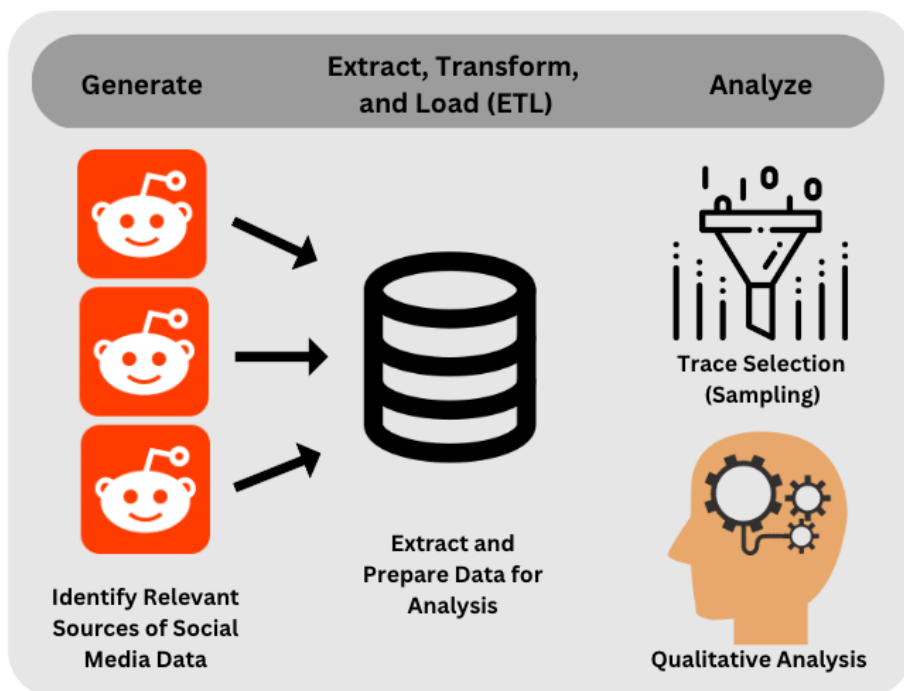 Generate
Extract, Transform,
and Load (ETL)
Analyze
Identify Relevant
Sources of Social
Media Data
Extract and
Prepare Data for
Analysis
Trace Selection
(Sampling)
Qualitative Analysis